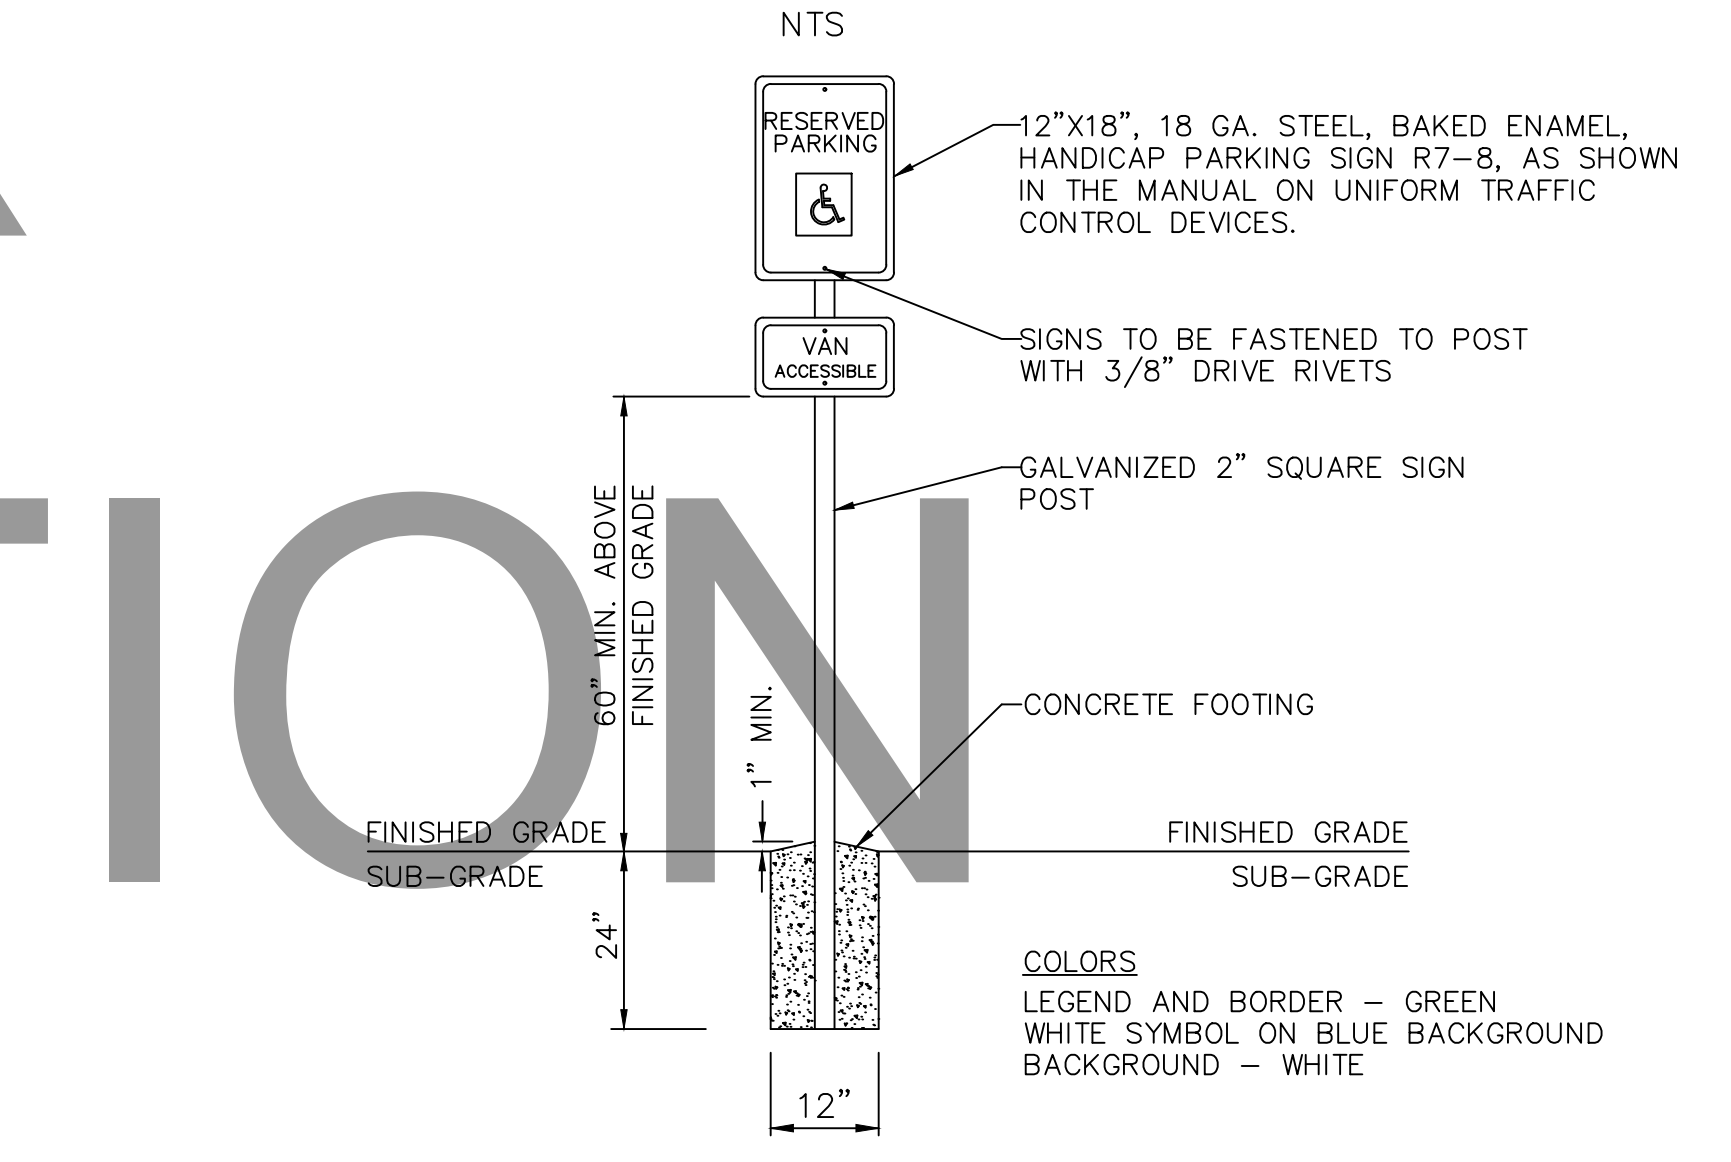 NTS
RESERVED
PARKING
12”X18”, 18 GA. STEEL, BAKED ENAMEL,
HANDICAP PARKING SIGN R7–8, AS SHOWN
IN THE MANUAL ON UNIFORM TRAFFIC
CONTROL DEVICES.
SIGNS TO BE FASTENED TO POST
WITH 3/8” DRIVE RIVETS
VAN
ACCESSIBLE
GALVANIZED 2” SQUARE SIGN
POST
60” MIN. ABOVE
FINISHED GRADE
1” MIN.
CONCRETE FOOTING
FINISHED GRADE
SUB–GRADE
FINISHED GRADE
SUB–GRADE
24”
12”
COLORS
LEGEND AND BORDER – GREEN
WHITE SYMBOL ON BLUE BACKGROUND
BACKGROUND – WHITE
TION